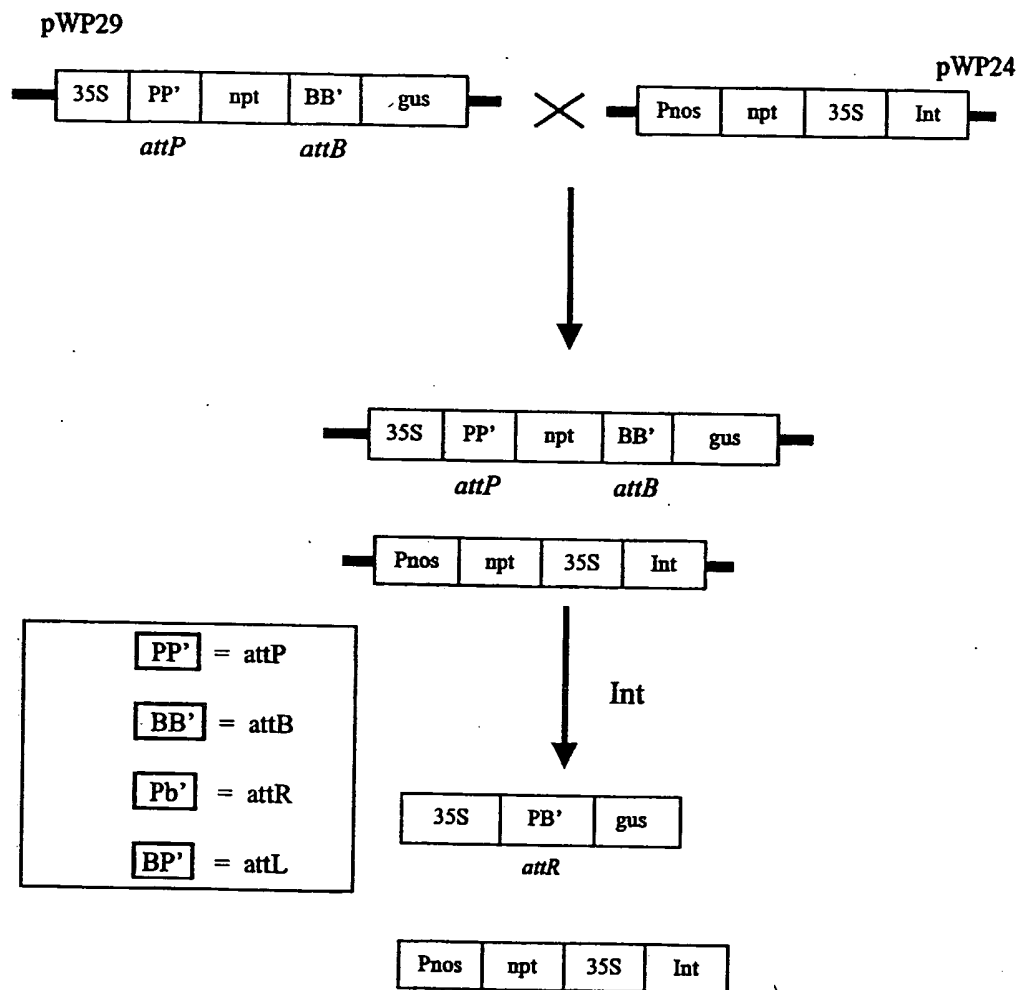 pWP29
pWP24
35S PP' npt BB' gus
Pnos npt 35S Int
attP attB
35S PP' npt BB' gus
attP attB
Pnos npt 35S Int
PP' = attP
BB' = attB
Pb' = attR
BP' = attL
Int
35S PB' gus
attR
Pnos npt 35S Int